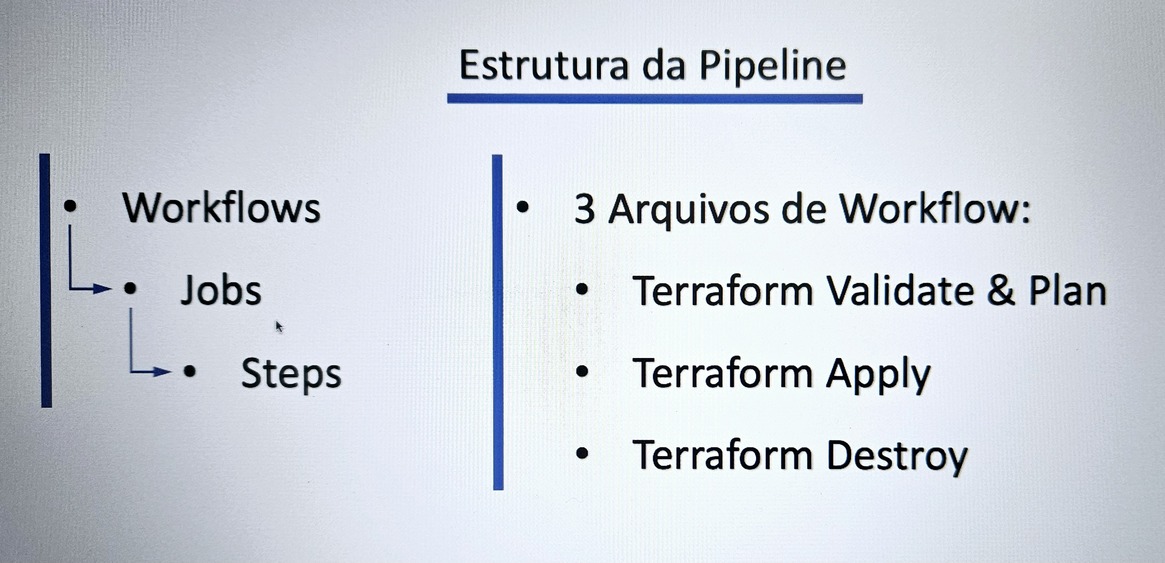 Estrutura da Pipeline
Workflows
Jobs
Steps
3 Arquivos de Workflow:
Terraform Validate & Plan
Terraform Apply
Terraform Destroy